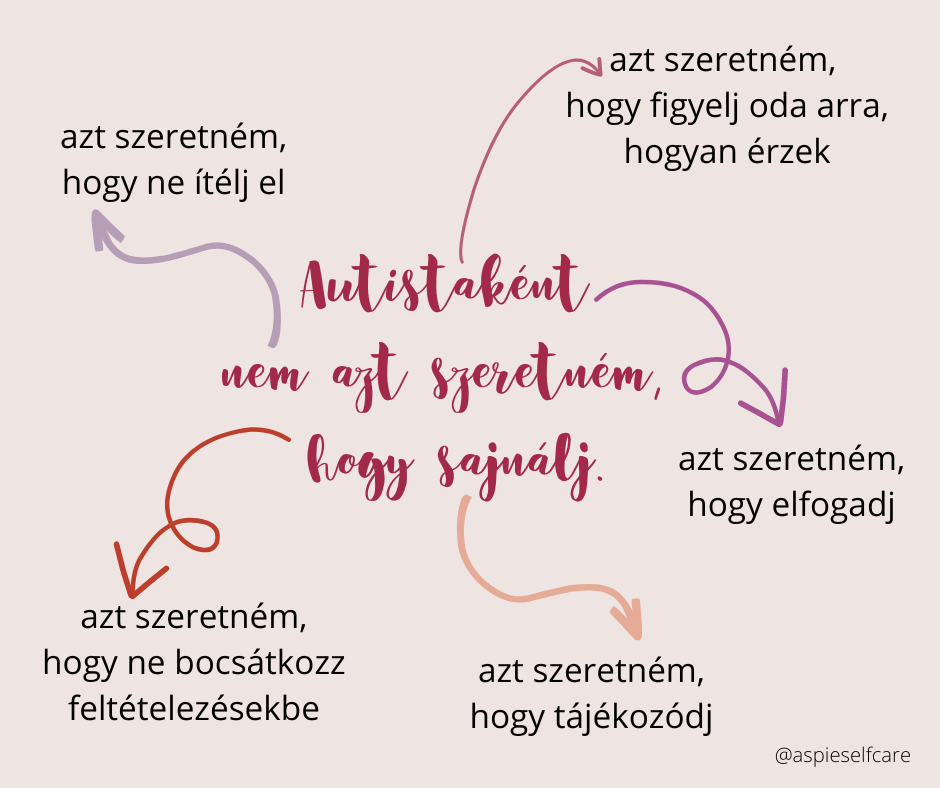 azt szeretném,
hogy figyelj oda arra,
hogyan érzek
azt szeretném,
hogy ne ítélj el
Autistaként
nem azt szeretném,
hogy sajnálj.
azt szeretném,
hogy elfogadj
azt szeretném,
hogy ne bocsátkozz
feltételezésekbe
azt szeretném,
hogy tájékozódj
@aspieselfcare